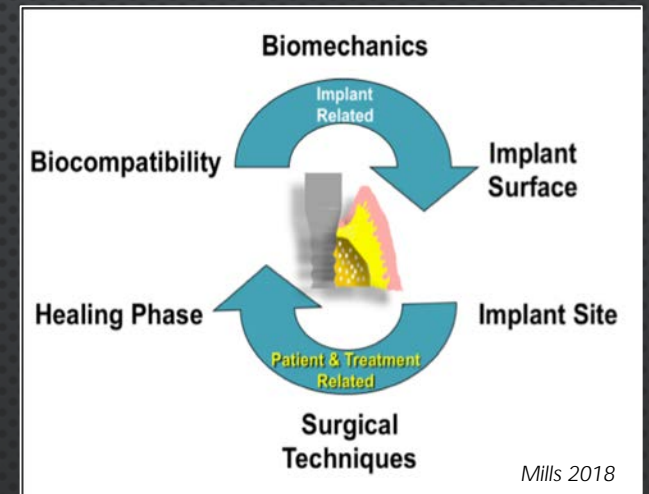 Biomechanics
Implant
Related
Biocompatibility
Implant
Surface
Healing Phase
Implant Site
Patient & Treatment
Related
Surgical
Techniques
Mills 2018